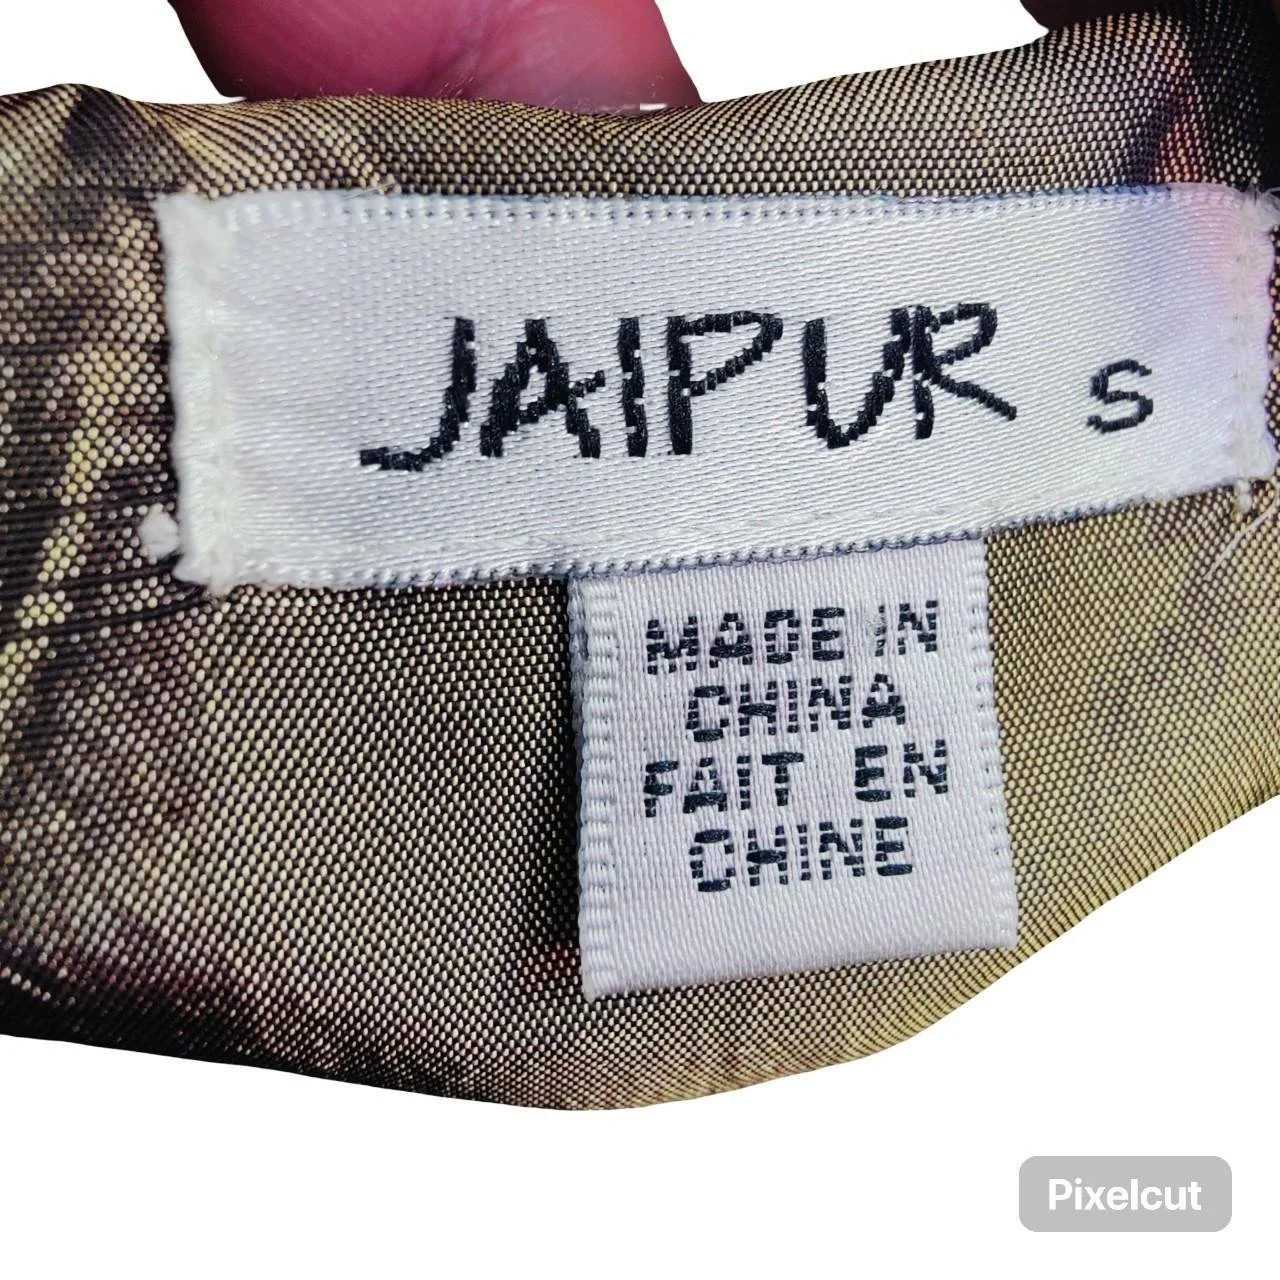 JAIPUR S
MADE IN
CHINA
FAIT EN
CHINE
Pixelcut